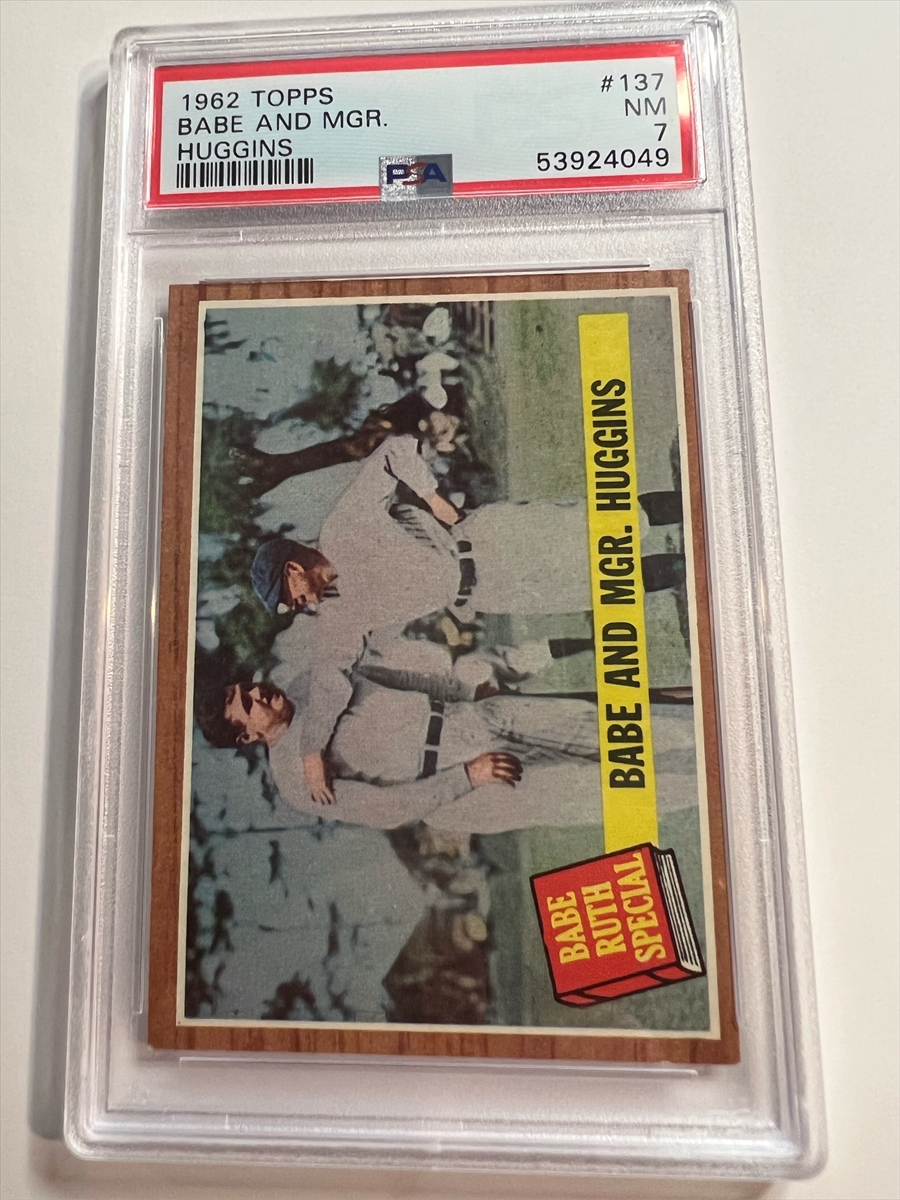 1962 TOPPS
BABE AND MGR.
HUGGINS
#137
NM
7
53924049
PSA
BABE AND MGR. HUGGINS
BABE
RUTH
SPECIAL